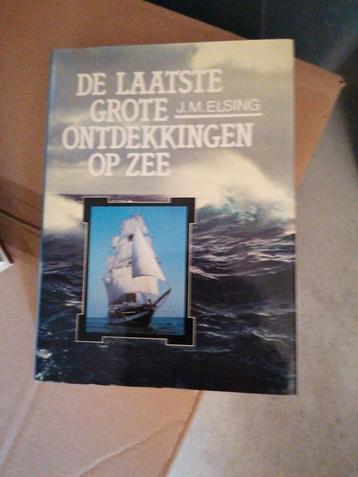 DE LAATSTE
GROTE J.M. ELSING
ONTDEKKINGEN
OP ZEE